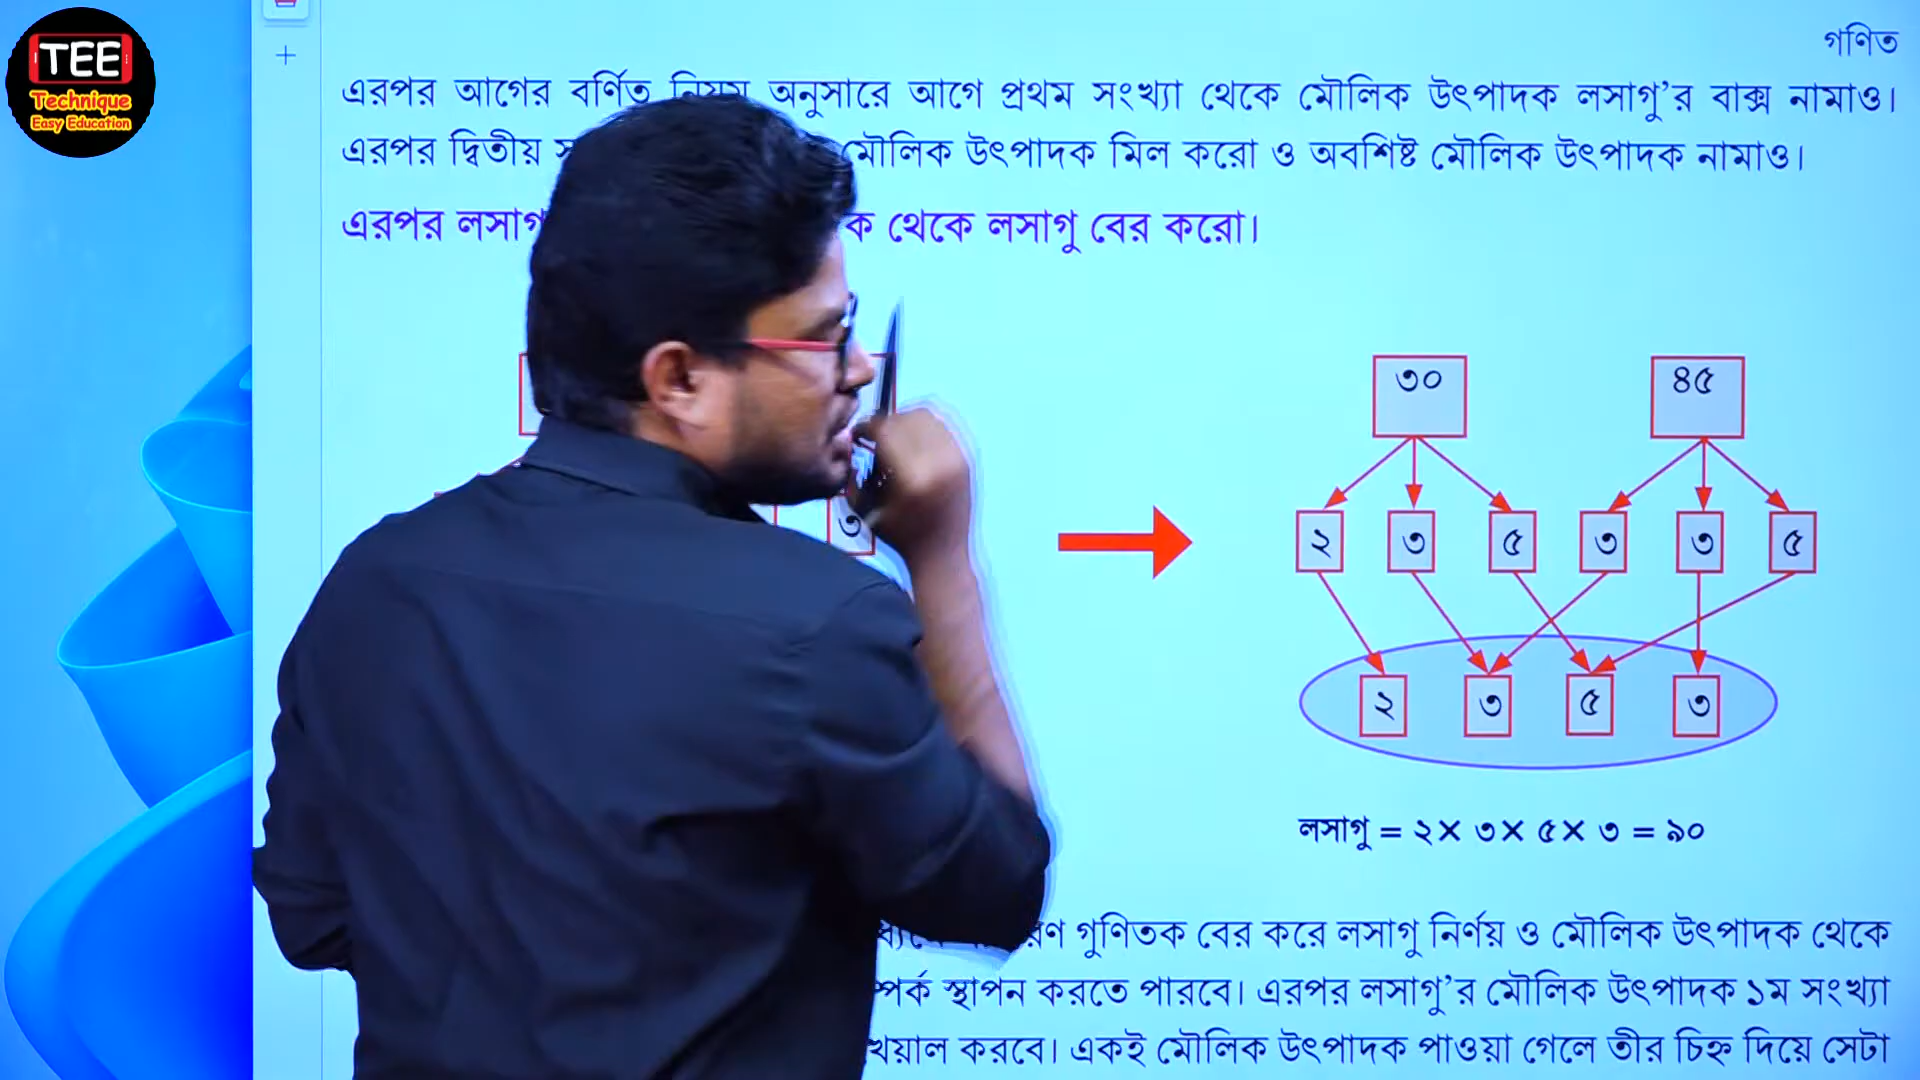 TEE
Technique
Easy Education
গণিত
এরপর আগের বর্ণিত নিয়ম অনুসারে আগে প্রথম সংখ্যা থেকে মৌলিক উৎপাদক লসাগু’র বাক্স নামাও।
এরপর দ্বিতীয় মৌলিক উৎপাদক মিল করো ও অবশিষ্ট মৌলিক উৎপাদক নামাও।
এরপর থেকে লসাগু বের করো।
৩০ ৪৫
৩
২ ৩ ৫ ৩ ৩ ৫
২ ৩ ৫ ৩
লসাগু = ২× ৩× ৫× ৩ = ৯০
গুণিতক বের করে লসাগু নির্ণয় ও মৌলিক উৎপাদক থেকে
স্থাপন করতে পারবে। এরপর লসাগু’র মৌলিক উৎপাদক ১ম সংখ্যা
করবে। একই মৌলিক উৎপাদক পাওয়া গেলে তীর চিহ্ন দিয়ে সেটা